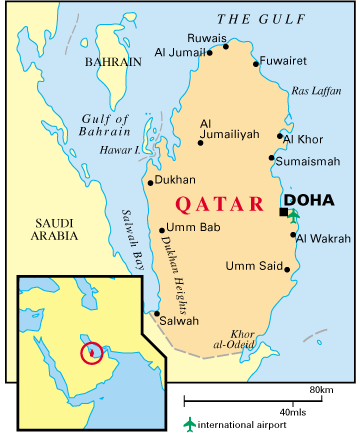 THE GULF
Ruwais
Al Jumail
BAHRAIN
Fuwairet
Ras Laffan
Gulf of
Bahrain
Al
Jumailiyah
Al Khor
Hawar I.
Sumaismah
Dukhan
QATAR
DOHA
SAUDI
ARABIA
Salwah Bay
Umm Bab
Dukhan Heights
Al Wakrah
Umm Said
Salwah
Khor
al-Odeid
80km
40mls
international airport